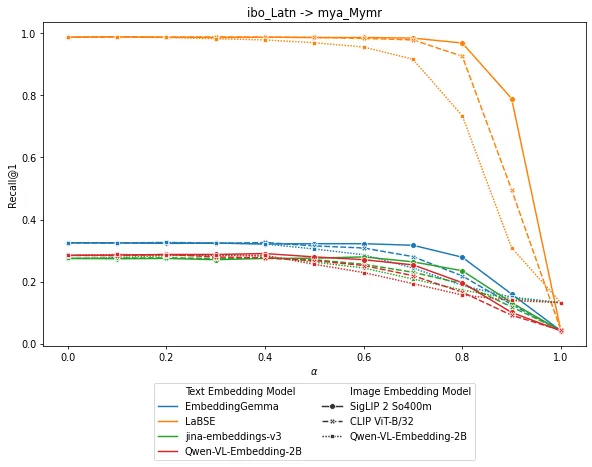 ibo_Latn -> mya_Mymr
Recall@1
1.0
0.8
0.6
0.4
0.2
0.0
0.0 0.2 0.4 0.6 0.8 1.0
α
Text Embedding Model
EmbeddingGemma
LaBSE
jina-embeddings-v3
Qwen-VL-Embedding-2B
Image Embedding Model
SigLIP 2 So400m
CLIP ViT-B/32
Qwen-VL-Embedding-2B